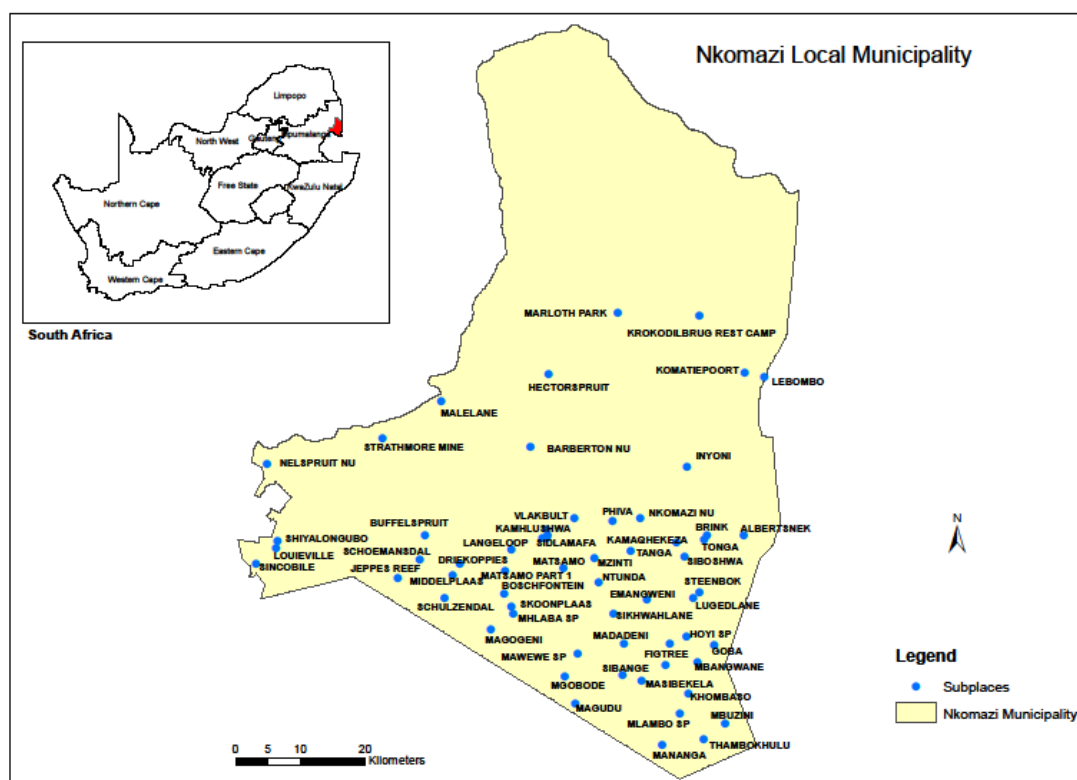 Nkomazi Local Municipality
Limpopo
North West
Gauteng
Mpumalanga
Free State
KwaZulu Natal
Northern Cape
Eastern Cape
Western Cape
South Africa
MARLOTH PARK
KROKODILBRUG REST CAMP
KOMATIEPOORT
LEBOMBO
HECTORSPRUIT
MALELANE
STRATHMORE MINE
BARBERTON NU
NELSPRUIT NU
INYONI
VLAKBULT
PHIVA
NKOMAZI NU
BUFFELSPRUIT
KAMHLUSHWA
BRINK
ALBERTSNEK
SHIYALONGUBO
LANGELOOP
SIDLAMAFA
KAMAQHEKEZA
TONGA
LOUIEVILLE
SCHOEMANSDAL
DRIEKOPPIES
MATSAMO
TANGA
SINCOBILE
JEPPES REEF
MIDDELPLAAS
MATSAMO PART 1
MZINTI
SIBOSHWA
NTUNDA
STEENBOK
BOSCHFONTEIN
EMANGWENI
SCHULZENDAL
SKOONPLAAS
LUGEDLANE
MHLABA SP
SIKHWAHLANE
MAGOGENI
MADADENI
HOYI SP
MAWEWE SP
FIGTREE
GOBA
SIBANGE
MBANGWANE
MGOBODE
MASIBEKELA
KHOMBASO
MAGUDU
MLAMBO SP
MBUZINI
MANANGA
THAMBOKHULU
N
Legend
Subplaces
Nkomazi Municipality
0 5 10 20
Kilometers